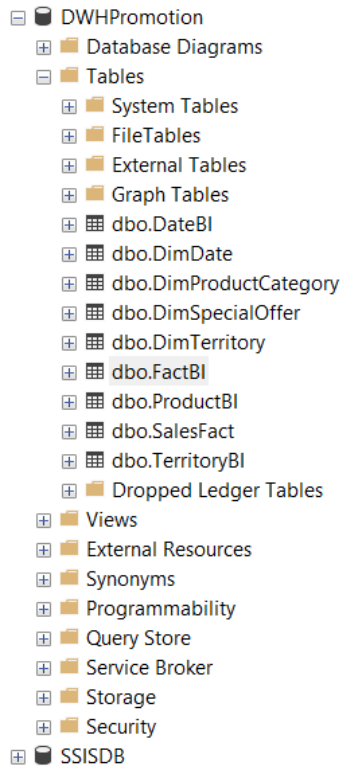 DWHPromotion
Database Diagrams
Tables
System Tables
FileTables
External Tables
Graph Tables
dbo.DateBI
dbo.DimDate
dbo.DimProductCategory
dbo.DimSpecialOffer
dbo.DimTerritory
dbo.FactBI
dbo.ProductBI
dbo.SalesFact
dbo.TerritoryBI
Dropped Ledger Tables
Views
External Resources
Synonyms
Programmability
Query Store
Service Broker
Storage
Security
SSISDB